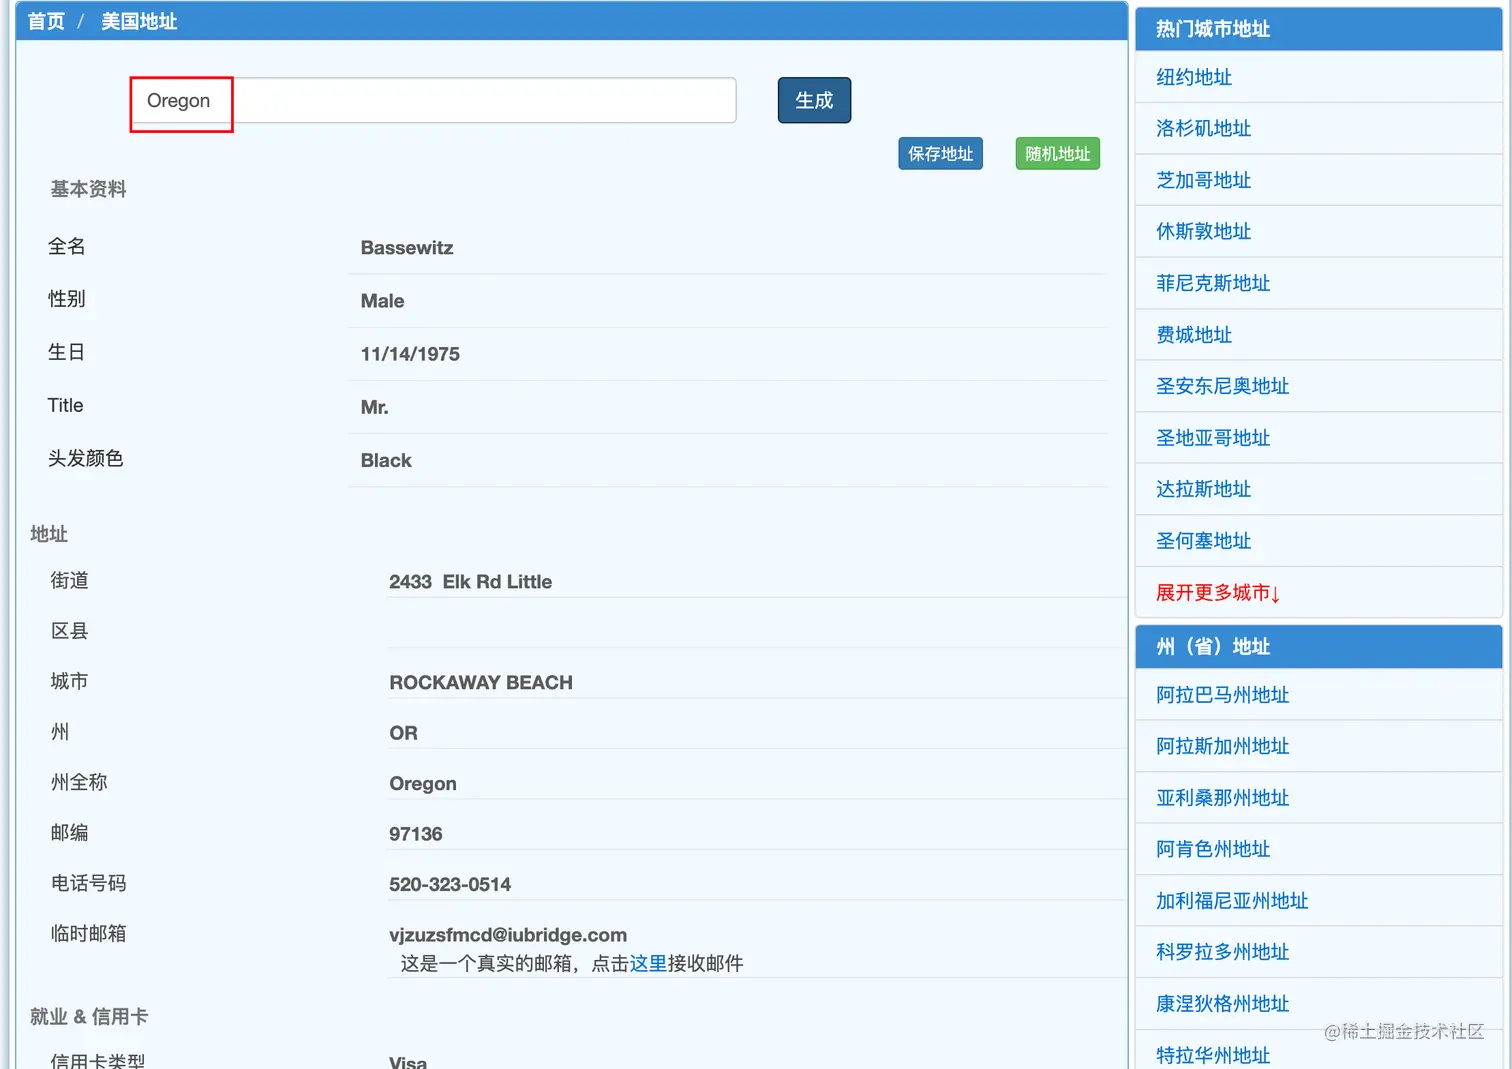 首页 / 美国地址
Oregon
生成
保存地址
随机地址
基本资料
全名 Bassewitz
性别 Male
生日 11/14/1975
Title Mr.
头发颜色 Black
地址
街道 2433 Elk Rd Little
区县
城市 ROCKAWAY BEACH
州 OR
州全称 Oregon
邮编 97136
电话号码 520-323-0514
临时邮箱 vjzuzsfmcd@iubridge.com
这是一个真实的邮箱，点击这里接收邮件
就业 & 信用卡
信用卡类型 Visa
热门城市地址
纽约地址
洛杉矶地址
芝加哥地址
休斯敦地址
菲尼克斯地址
费城地址
圣安东尼奥地址
圣地亚哥地址
达拉斯地址
圣何塞地址
展开更多城市↓
州（省）地址
阿拉巴马州地址
阿拉斯加州地址
亚利桑那州地址
阿肯色州地址
加利福尼亚州地址
科罗拉多州地址
康涅狄格州地址
特拉华州地址
@稀土掘金技术社区